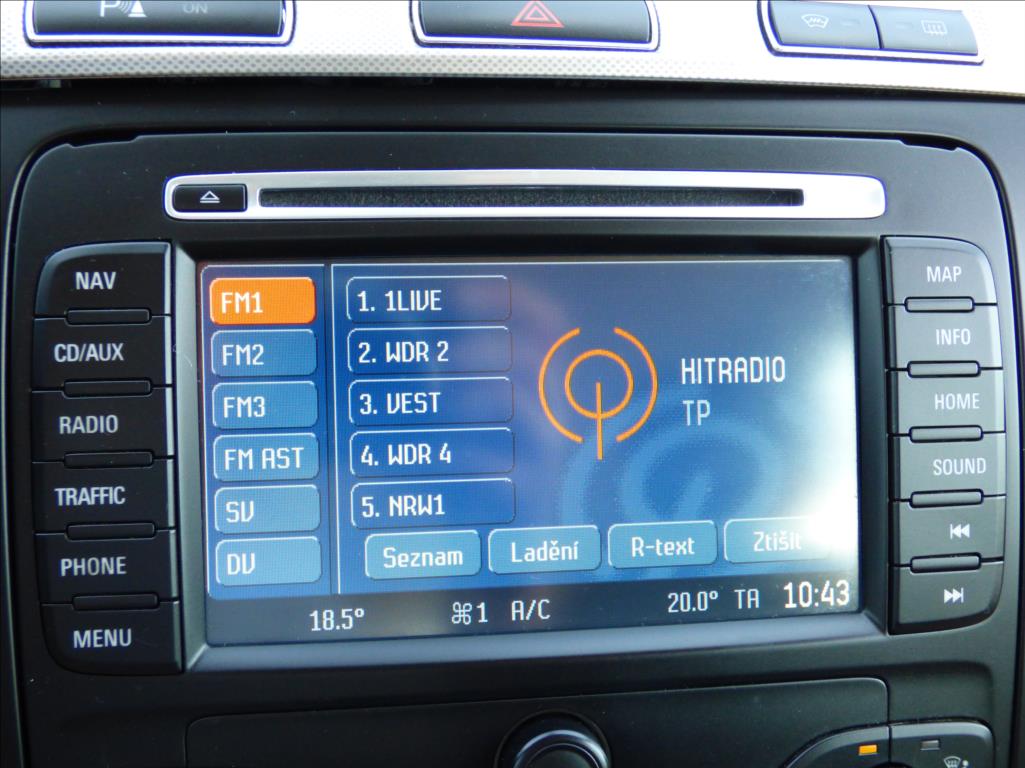 P ON
NAV
CD/AUX
RADIO
TRAFFIC
PHONE
MENU
FM1
FM2
FM3
FM AST
SV
DV
1. 1LIVE
2. WDR 2
3. VEST
4. WDR 4
5. NRW1
HITRADIO
TP
Seznam
Ladění
R-text
Ztišit
18.5°
1 A/C
20.0° TA 10:43
MAP
INFO
HOME
SOUND